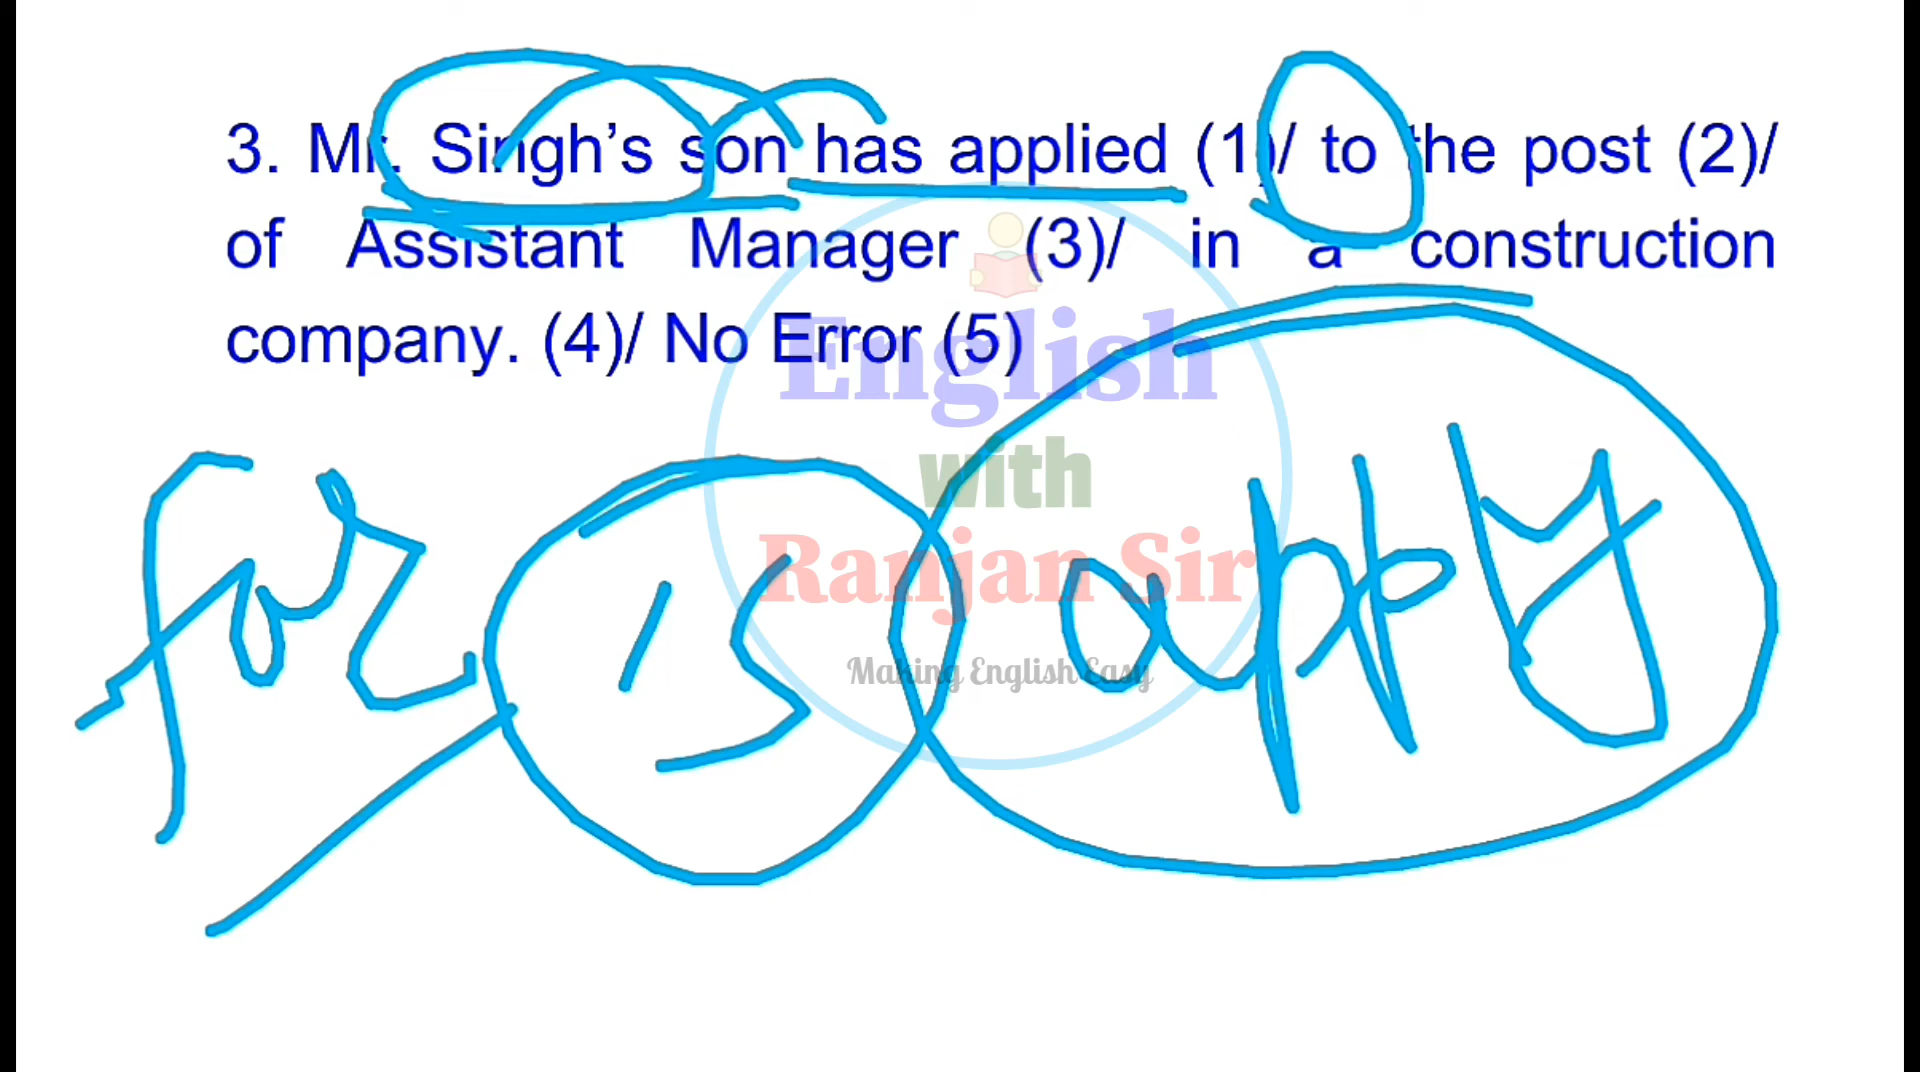 3. Mr. Singh's son has applied (1)/ to the post (2)/
of Assistant Manager (3)/ in a construction
company. (4)/ No Error (5)
English
with
Ranjan Sir
Making English Easy
for
apply